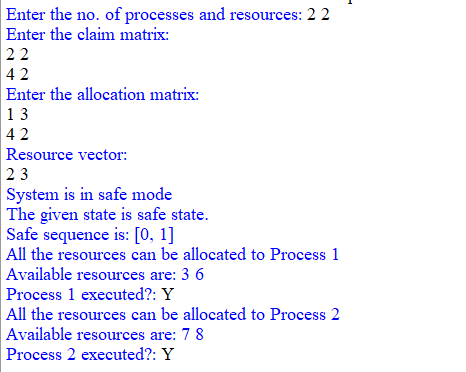 Enter the no. of processes and resources: 2 2
Enter the claim matrix:
2 2
4 2
Enter the allocation matrix:
1 3
4 2
Resource vector:
2 3
System is in safe mode
The given state is safe state.
Safe sequence is: [0, 1]
All the resources can be allocated to Process 1
Available resources are: 3 6
Process 1 executed?: Y
All the resources can be allocated to Process 2
Available resources are: 7 8
Process 2 executed?: Y